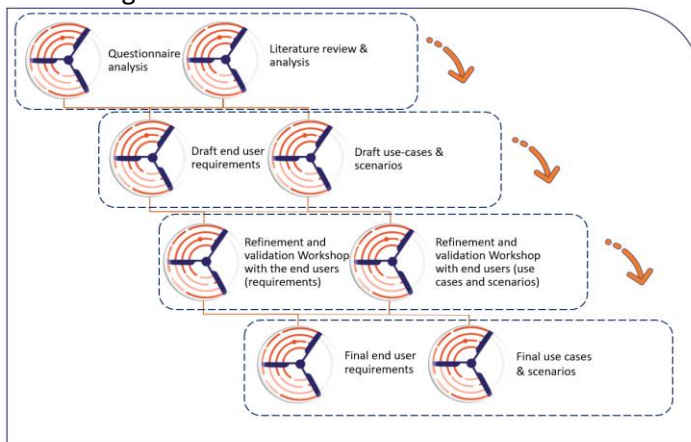 Questionnaire
analysis
Literature review &
analysis
Draft end user
requirements
Draft use-cases &
scenarios
Refinement and
validation Workshop
with the end users
(requirements)
Refinement and
validation Workshop
with end users (use
cases and scenarios)
Final end user
requirements
Final use cases
& scenarios